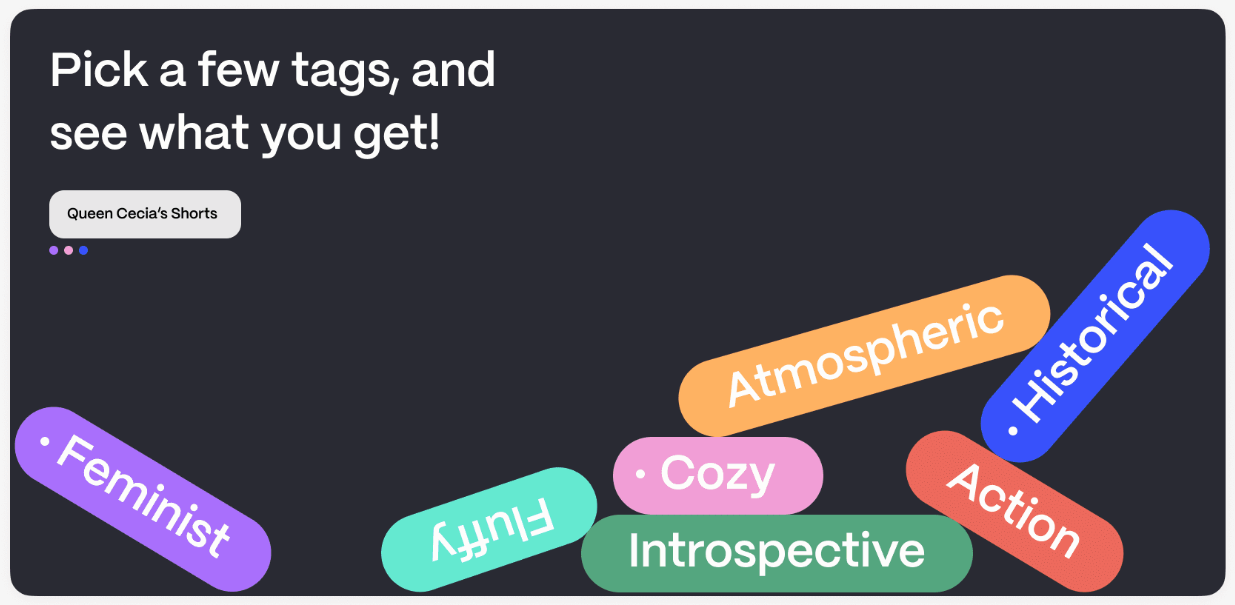 Pick a few tags, and
see what you get!
Queen Cecia's Shorts
Historical
Atmospheric
Feminist
Cozy
Action
Fluffy
Introspective